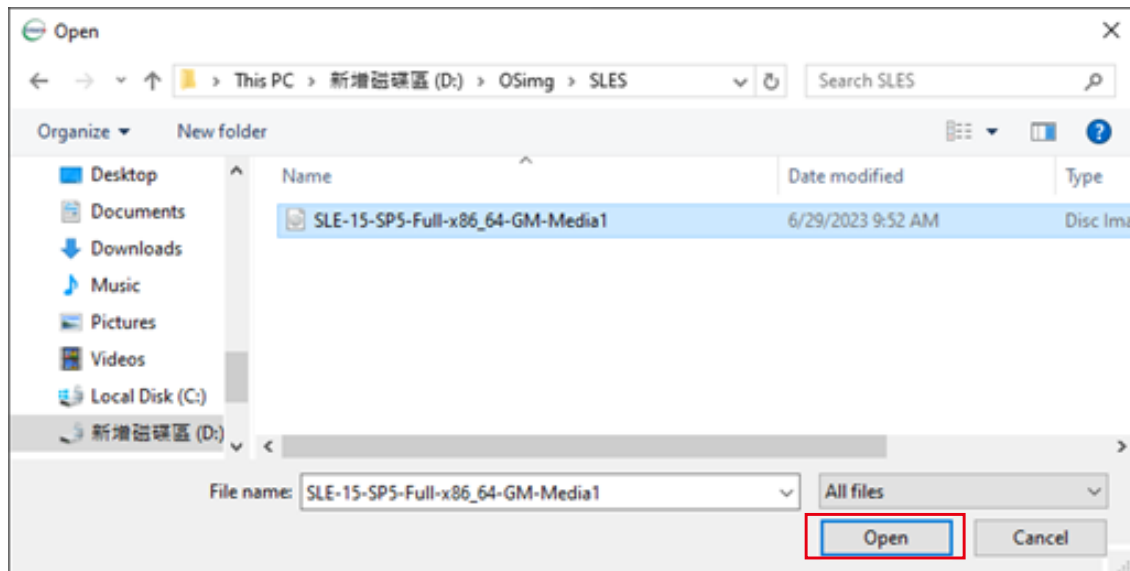 Open
This PC > 新增磁碟區 (D:) > OSimg > SLES
Search SLES
Organize
New folder
Name
Date modified
Type
SLE-15-SP5-Full-x86_64-GM-Media1
6/29/2023 9:52 AM
Disc Ima
Desktop
Documents
Downloads
Music
Pictures
Videos
Local Disk (C:)
新增磁碟區 (D:)
File name:
SLE-15-SP5-Full-x86_64-GM-Media1
All files
Open
Cancel